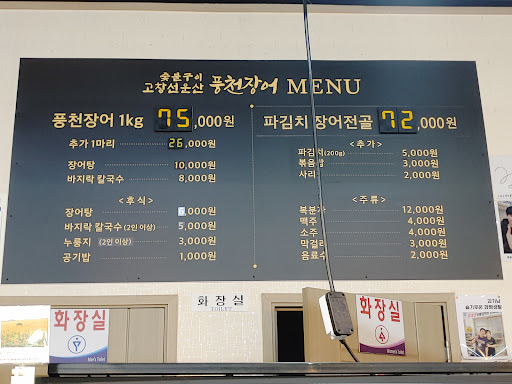 숯불구이
고창선운산 풍천장어 MENU
풍천장어 1kg 75,000원
추가 1마리 26,000원
장어탕 10,000원
바지락 칼국수 8,000원
<후식>
장어탕 6,000원
바지락 칼국수 (2인 이상) 5,000원
누룽지 (2인 이상) 3,000원
공기밥 1,000원
파김치 장어전골 72,000원
<추가>
파김치(200g) 5,000원
볶음밥 3,000원
사리 2,000원
<주류>
복분자 12,000원
맥주 4,000원
소주 4,000원
막걸리 3,000원
음료수 2,000원
화장실
TOILET
화장실
Men's Toilet
화장실
Women's Toilet